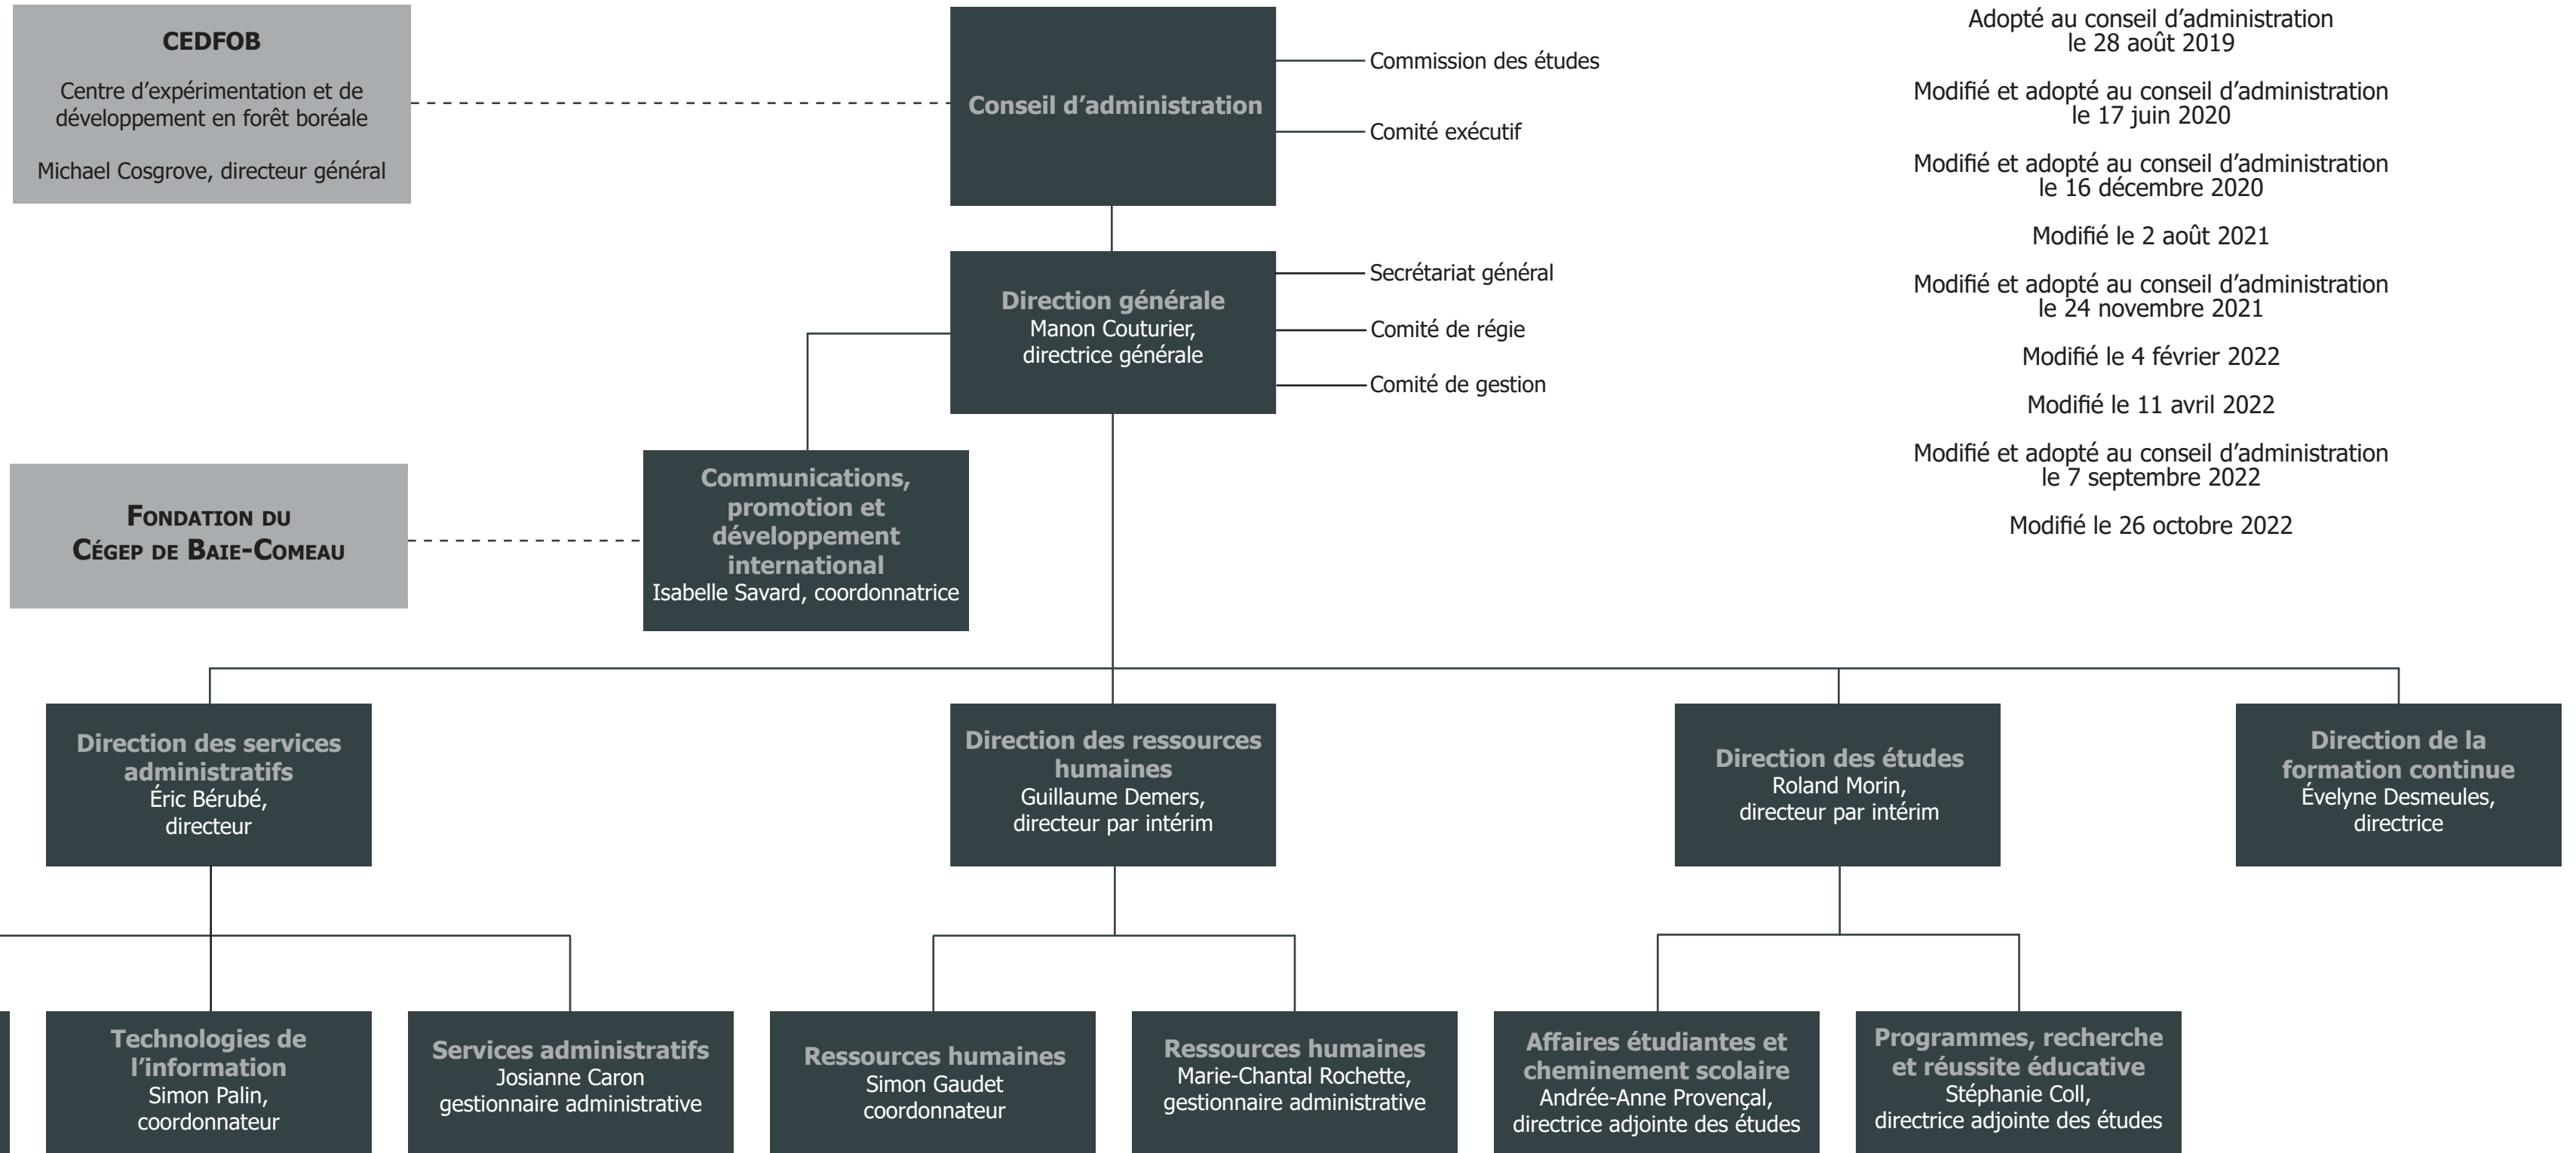 CEDFOB
Centre d’expérimentation et de
développement en forêt boréale
Michael Cosgrove, directeur général
Conseil d’administration
Commission des études
Comité exécutif
Adopté au conseil d’administration
le 28 août 2019
Modifié et adopté au conseil d’administration
le 17 juin 2020
Modifié et adopté au conseil d’administration
le 16 décembre 2020
Modifié le 2 août 2021
Modifié et adopté au conseil d’administration
le 24 novembre 2021
Modifié le 4 février 2022
Modifié le 11 avril 2022
Modifié et adopté au conseil d’administration
le 7 septembre 2022
Modifié le 26 octobre 2022
Direction générale
Manon Couturier,
directrice générale
Secrétariat général
Comité de régie
Comité de gestion
Fondation du
Cégep de Baie-Comeau
Communications,
promotion et
développement
international
Isabelle Savard, coordonnatrice
Direction des services
administratifs
Éric Bérubé,
directeur
Direction des ressources
humaines
Guillaume Demers,
directeur par intérim
Direction des études
Roland Morin,
directeur par intérim
Direction de la
formation continue
Évelyne Desmeules,
directrice
Technologies de
l’information
Simon Palin,
coordonnateur
Services administratifs
Josianne Caron
gestionnaire administrative
Ressources humaines
Simon Gaudet
coordonnateur
Ressources humaines
Marie-Chantal Rochette,
gestionnaire administrative
Affaires étudiantes et
cheminement scolaire
Andrée-Anne Provençal,
directrice adjointe des études
Programmes, recherche
et réussite éducative
Stéphanie Coll,
directrice adjointe des études